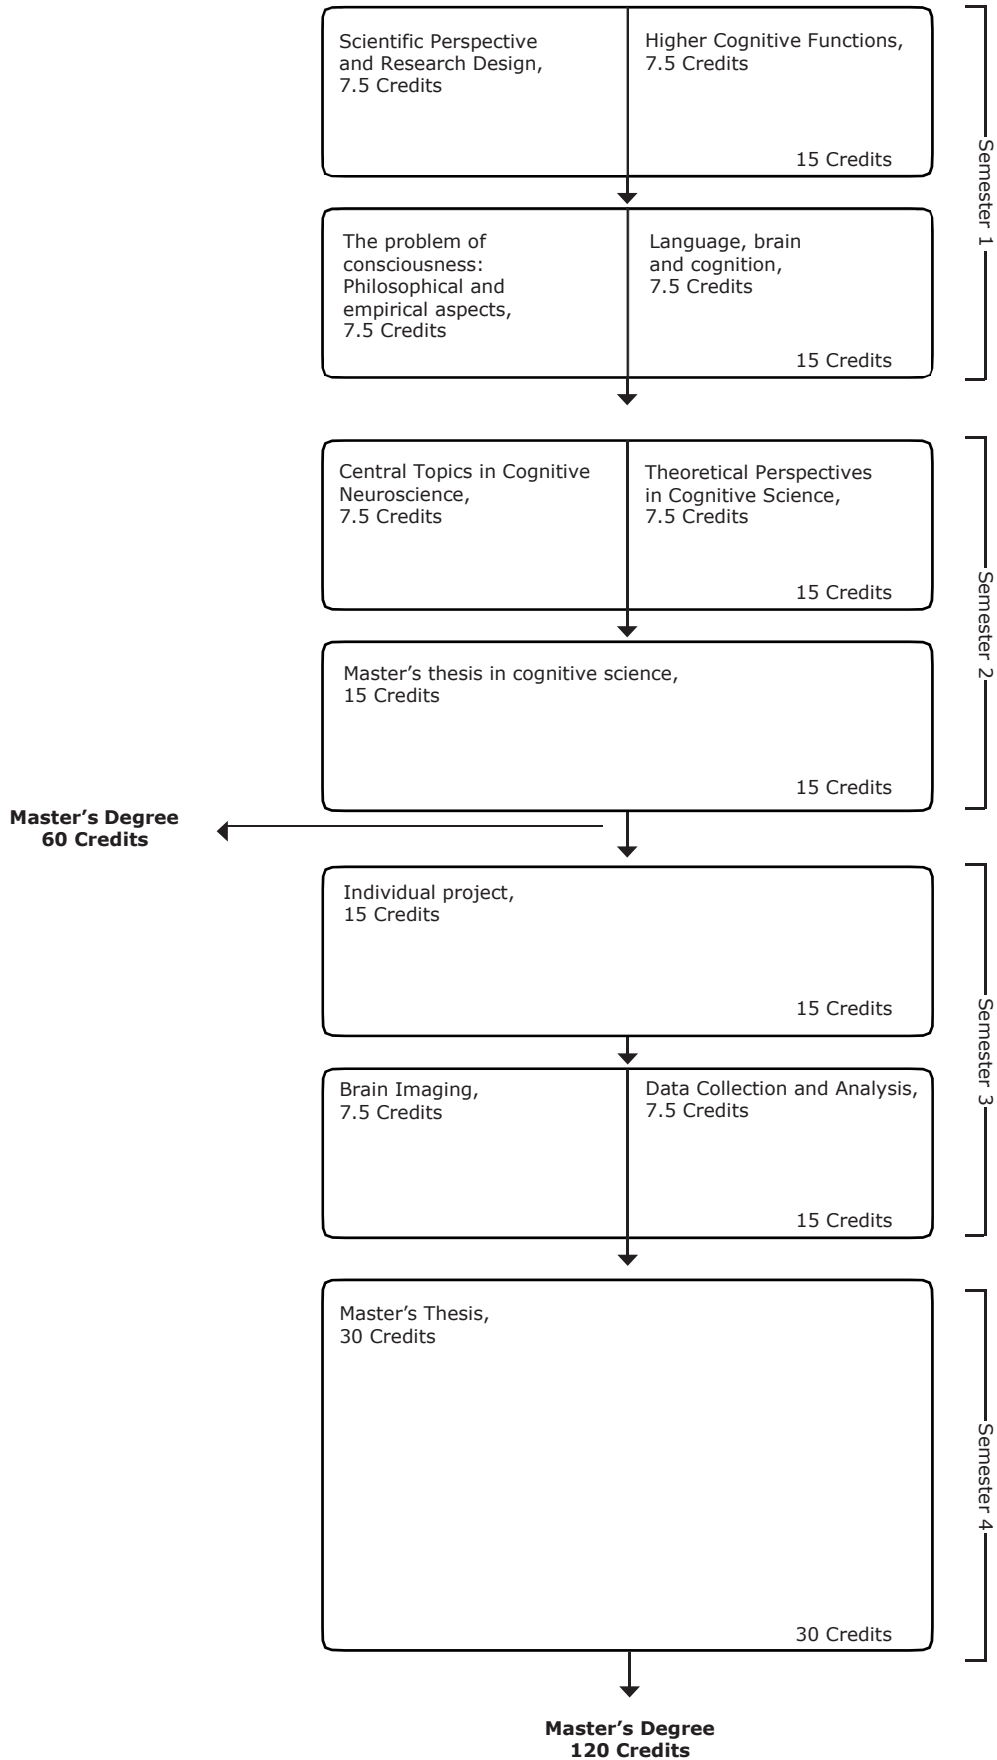 Scientific Perspective
and Research Design,
7.5 Credits
Higher Cognitive Functions,
7.5 Credits
15 Credits
Semester 1
The problem of
consciousness:
Philosophical and
empirical aspects,
7.5 Credits
Language, brain
and cognition,
7.5 Credits
15 Credits
Central Topics in Cognitive
Neuroscience,
7.5 Credits
Theoretical Perspectives
in Cognitive Science,
7.5 Credits
15 Credits
Semester 2
Master’s thesis in cognitive science,
15 Credits
15 Credits
Master’s Degree
60 Credits
Individual project,
15 Credits
15 Credits
Semester 3
Brain Imaging,
7.5 Credits
Data Collection and Analysis,
7.5 Credits
15 Credits
Master’s Thesis,
30 Credits
Semester 4
30 Credits
Master’s Degree
120 Credits